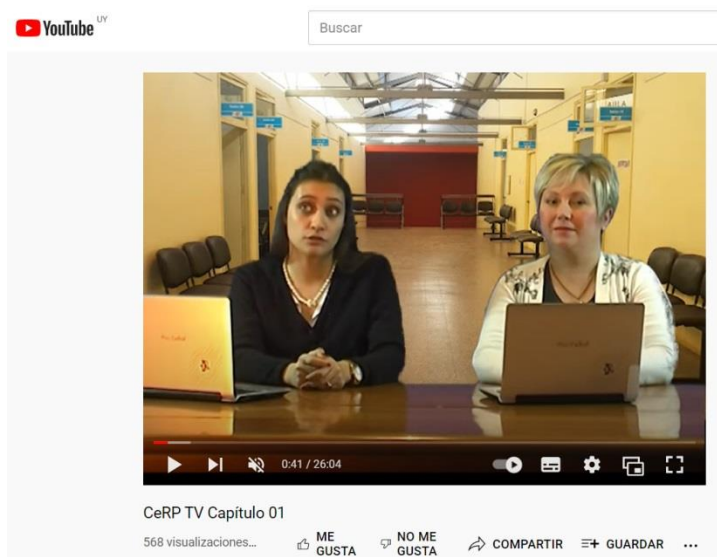 YouTube UY
Buscar
AULA
0:41 / 26:04
CeRP TV Capítulo 01
568 visualizaciones...
ME GUSTA
NO ME GUSTA
COMPARTIR
GUARDAR
...